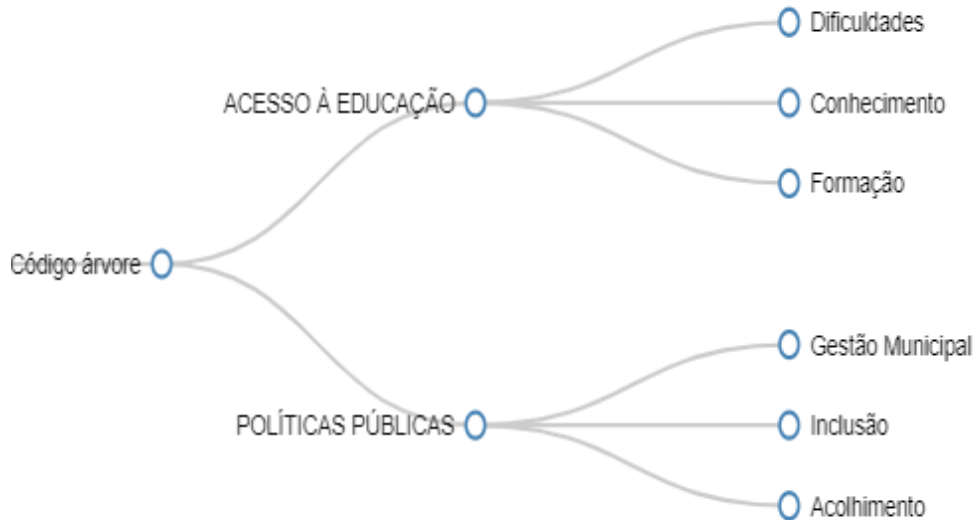 Dificuldades
ACESSO À EDUCAÇÃO
Conhecimento
Formação
Código árvore
Gestão Municipal
POLÍTICAS PÚBLICAS
Inclusão
Acolhimento